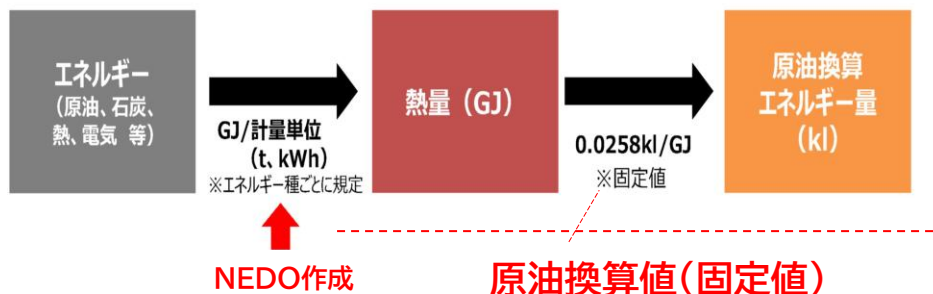 エネルギー
（原油、石炭、
熱、電気 等）
GJ/計量単位
（t、kWh）
※エネルギー種ごとに規定
熱量（GJ）
0.0258kl/GJ
※固定値
原油換算
エネルギー量
（kl）
NEDO作成
原油換算値（固定値）